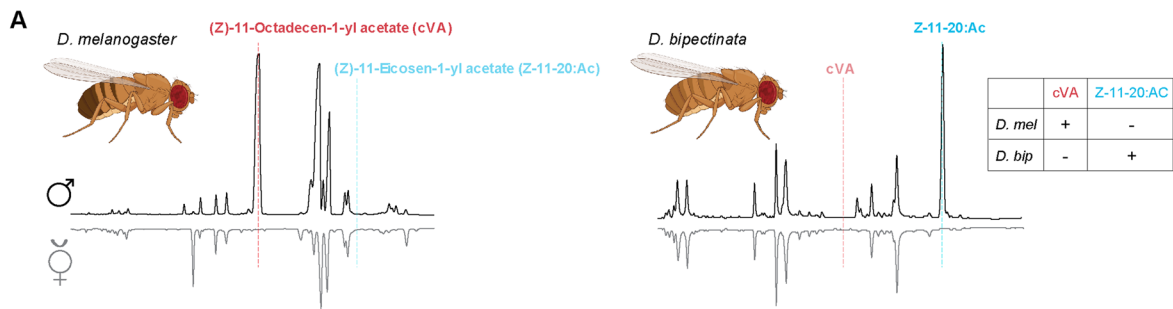 A
D. melanogaster
(Z)-11-Octadecen-1-yl acetate (cVA)
(Z)-11-Eicosen-1-yl acetate (Z-11-20:Ac)
D. bipectinata
cVA
Z-11-20:Ac
cVA Z-11-20:AC
D. mel + -
D. bip - +